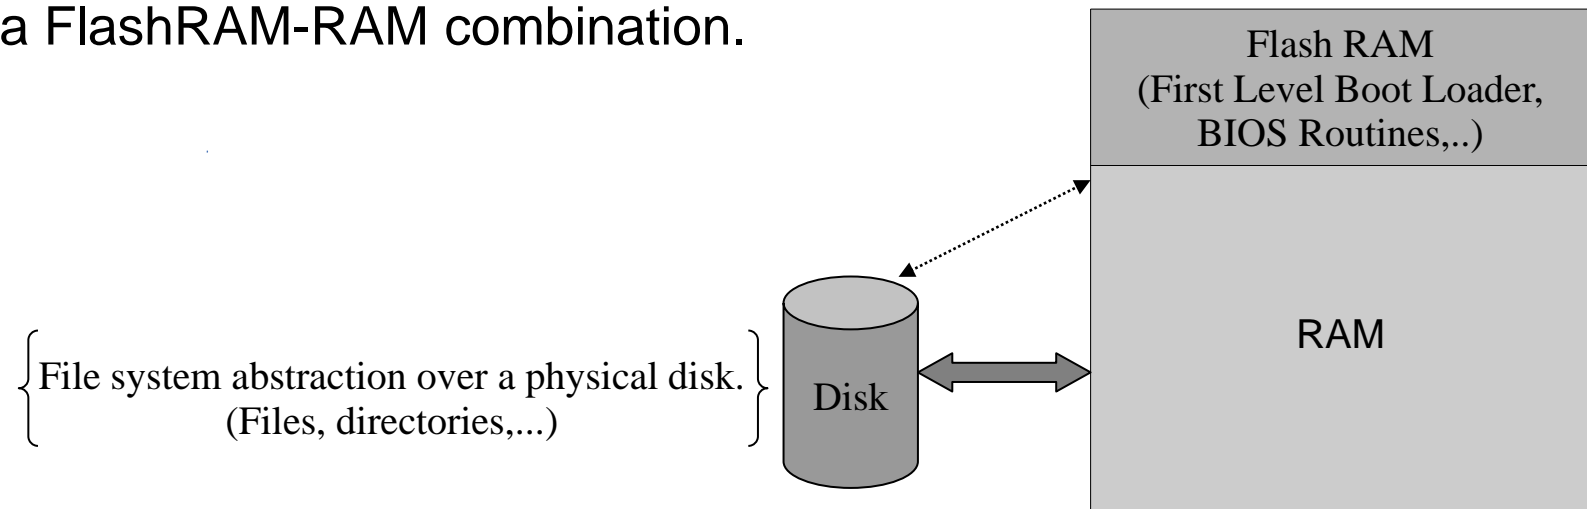 a FlashRAM-RAM combination.
Flash RAM
(First Level Boot Loader,
BIOS Routines,..)
RAM
File system abstraction over a physical disk.
(Files, directories,...)
Disk